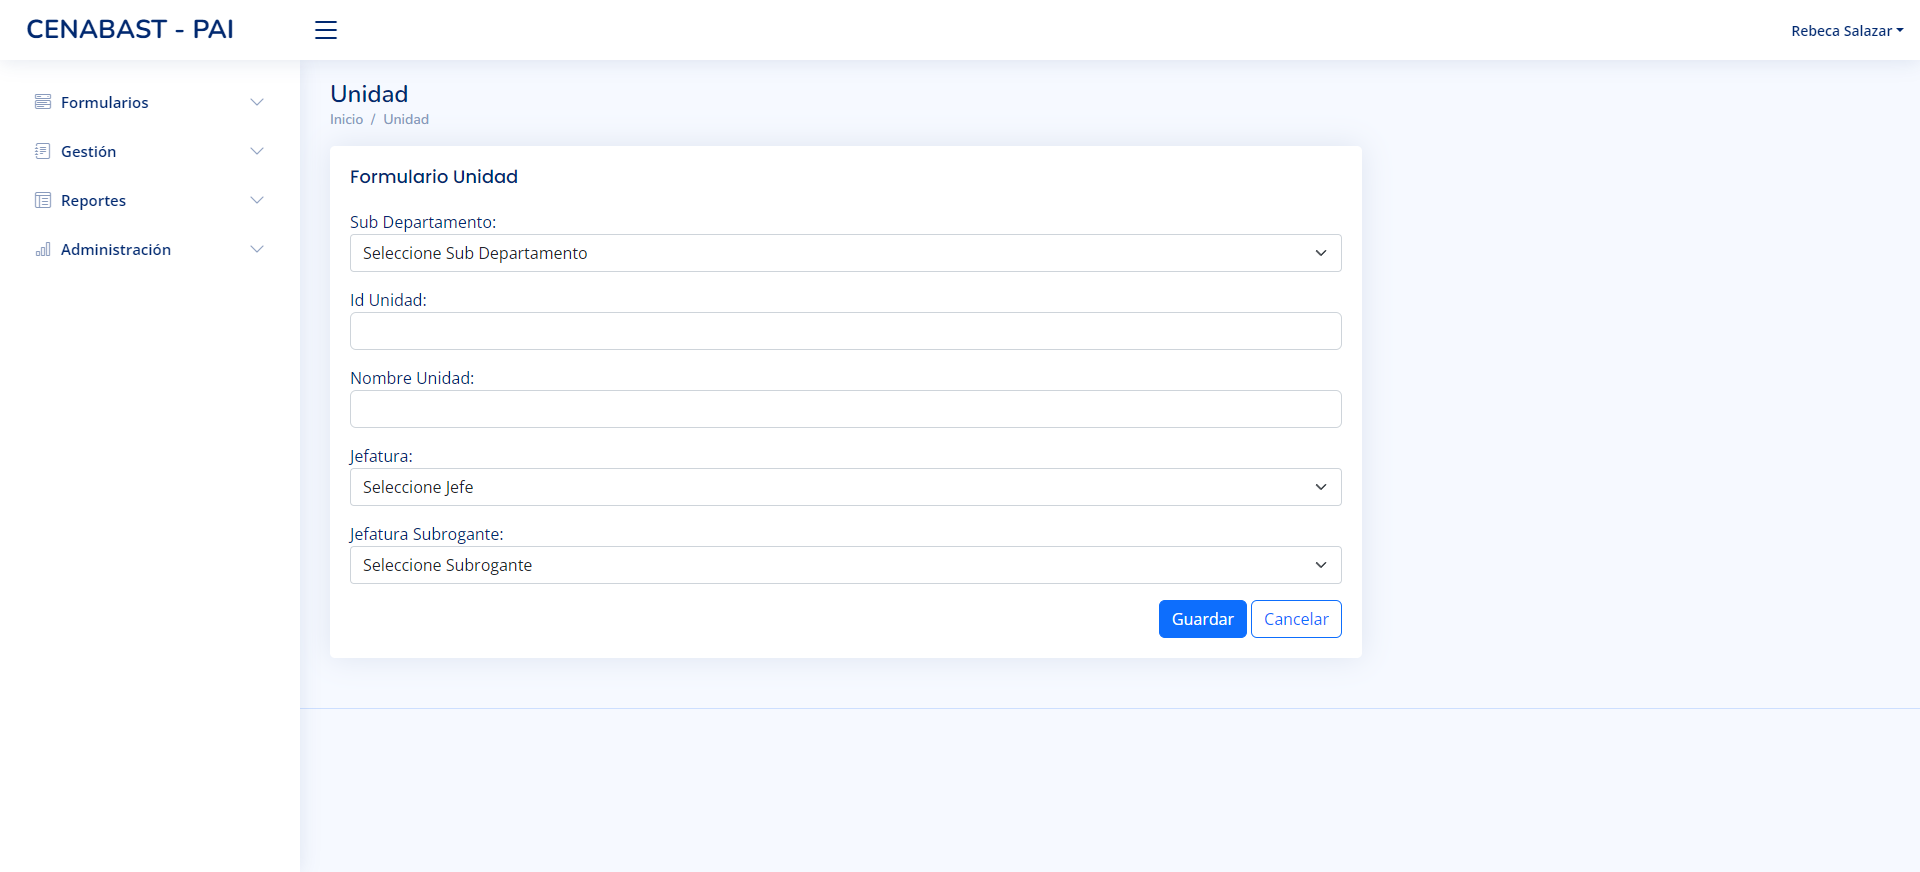 CENABAST - PAI
Rebeca Salazar
Formularios
Gestión
Reportes
Administración
Unidad
Inicio / Unidad
Formulario Unidad
Sub Departamento:
Seleccione Sub Departamento
Id Unidad:
Nombre Unidad:
Jefatura:
Seleccione Jefe
Jefatura Subrogante:
Seleccione Subrogante
Guardar Cancelar